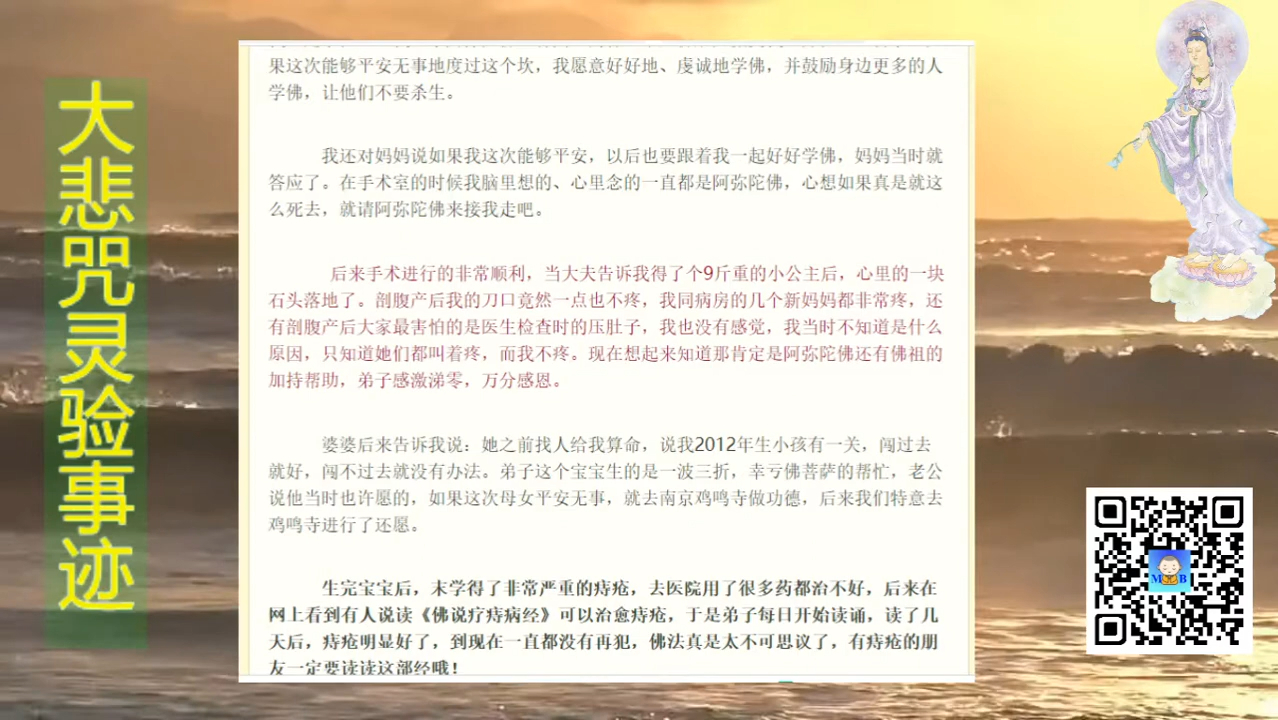 大悲咒灵验事迹
果这次能够平安无事地度过这个坎，我愿意好好地、虔诚地学佛，并鼓励身边更多的人
学佛，让他们不要杀生。
我还对妈妈说如果我这次能够平安，以后也要跟着我一起好好学佛，妈妈当时就
答应了。在手术室的时候我脑里想的、心里念的一直都是阿弥陀佛，心想如果真是就这
么死去，就请阿弥陀佛来接我走吧。
后来手术进行的非常顺利，当大夫告诉我得了个9斤重的小公主后，心里的一块
石头落地了。剖腹产后我的刀口竟然一点也不疼，我同病房的几个新妈妈都非常疼，还
有剖腹产后大家最害怕的是医生检查时的压肚子，我也没有感觉，我当时不知道是什么
原因，只知道她们都叫着疼，而我不疼。现在想起来知道那肯定是阿弥陀佛还有佛祖的
加持帮助，弟子感激涕零，万分感恩。
婆婆后来告诉我说：她之前找人给我算命，说我2012年生小孩有一关，闯过去
就好，闯不过去就没有办法。弟子这个宝宝生的是一波三折，幸亏佛菩萨的帮忙，老公
说他当时也许愿的，如果这次母女平安无事，就去南京鸡鸣寺做功德，后来我们特意去
鸡鸣寺进行了还愿。
生完宝宝后，末学得了非常严重的痔疮，去医院用了很多药都治不好，后来在
网上看到有人说读《佛说疗痔病经》可以治愈痔疮，于是弟子每日开始读诵，读了几
天后，痔疮明显好了，到现在一直都没有再犯，佛法真是太不可思议了，有痔疮的朋
友一定要读读这部经哦！
M B